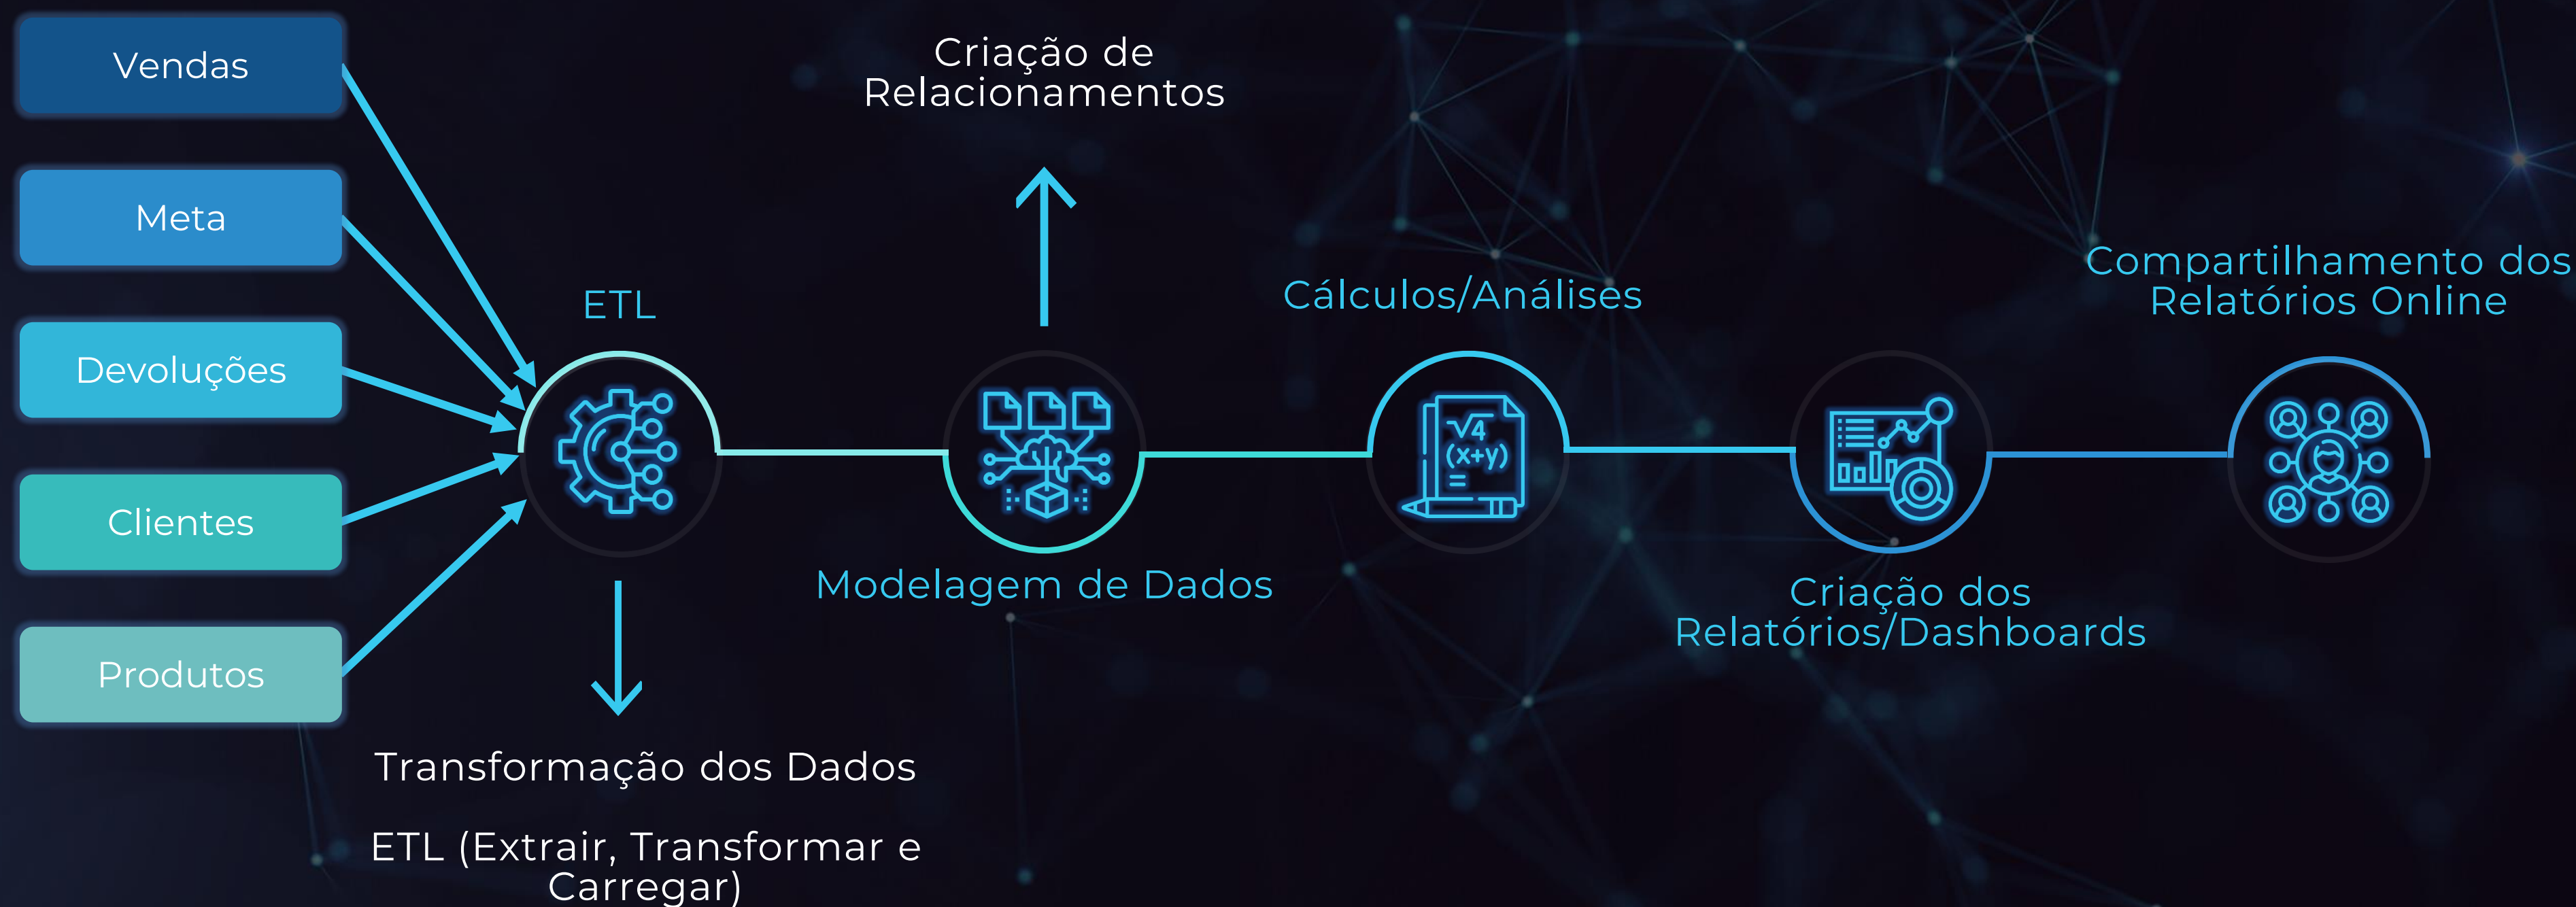 Vendas
Meta
Devoluções
Clientes
Produtos
ETL
Transformação dos Dados
ETL (Extrair, Transformar e
Carregar)
Criação de
Relacionamentos
Modelagem de Dados
Cálculos/Análises
√4
(x+y)
=
Criação dos
Relatórios/Dashboards
Compartilhamento dos
Relatórios Online